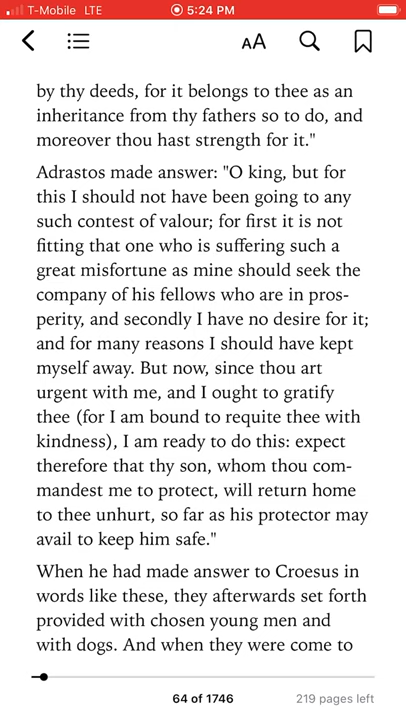 T-Mobile LTE 5:24 PM
AA
by thy deeds, for it belongs to thee as an
inheritance from thy fathers so to do, and
moreover thou hast strength for it."
Adrastos made answer: "O king, but for
this I should not have been going to any
such contest of valour; for first it is not
fitting that one who is suffering such a
great misfortune as mine should seek the
company of his fellows who are in pros-
perity, and secondly I have no desire for it;
and for many reasons I should have kept
myself away. But now, since thou art
urgent with me, and I ought to gratify
thee (for I am bound to requite thee with
kindness), I am ready to do this: expect
therefore that thy son, whom thou com-
mandest me to protect, will return home
to thee unhurt, so far as his protector may
avail to keep him safe."
When he had made answer to Croesus in
words like these, they afterwards set forth
provided with chosen young men and
with dogs. And when they were come to
64 of 1746 219 pages left